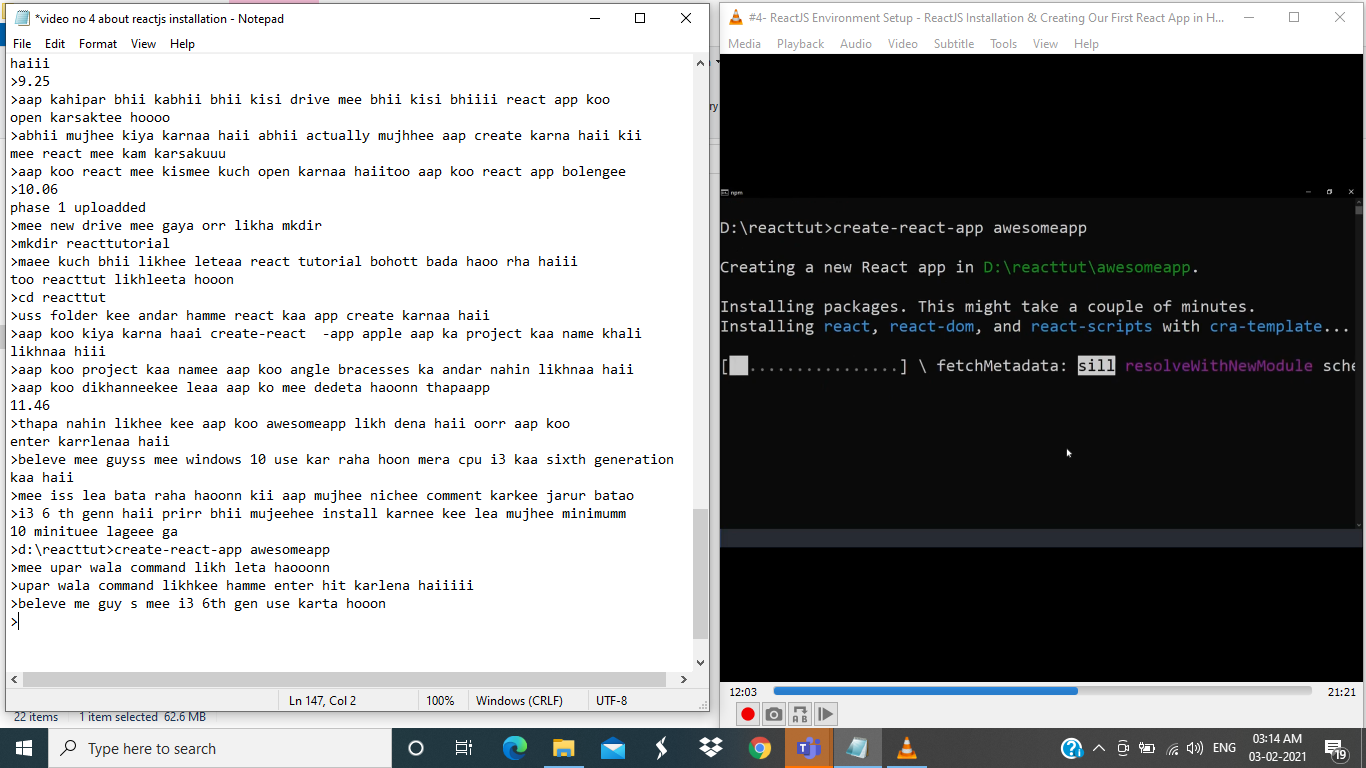 *video no 4 about reactjs installation - Notepad
File Edit Format View Help
haiii
>9.25
>aap kahipar bhii kabhii bhii kisi drive mee bhii kisi bhiiii react app koo
open karsaktee hoooo
>abhii mujhee kiya karnaa haii abhii actually mujhhee aap create karna haii kii
mee react mee kam karsakuuu
>aap koo react mee kismee kuch open karnaa haiitoo aap koo react app bolengee
>10.06
phase 1 uploadded
>mee new drive mee gaya orr likha mkdir
>mkdir reacttutorial
>maee kuch bhii likhee leteaa react tutorial bohott bada haoo rha haiii
too reacttut likhleeta hooon
>cd reacttut
>uss folder kee andar hamme react kaa app create karnaa haii
>aap koo kiya karna haai create-react  -app apple aap ka project kaa name khali
likhnaa hiii
>aap koo project kaa namee aap koo angle bracesses ka andar nahin likhnaa haii
>aap koo dikhanneekee leaa aap ko mee dedeta haoonn thapaapp
11.46
>thapa nahin likhee kee aap koo awesomeapp likh dena haii oorr aap koo
enter karrlenaa haii
>beleve mee guyss mee windows 10 use kar raha hoon mera cpu i3 kaa sixth generation
kaa haii
>mee iss lea bata raha haoonn kii aap mujhee nichee comment karkee jarur batao
>i3 6 th genn haii prirr bhii mujeehee install karnee kee lea mujhee minimumm
10 minituee lageee ga
>d:\reacttut>create-react-app awesomeapp
>mee upar wala command likh leta haooonn
>upar wala command likhkee hamme enter hit karlena haiiiii
>beleve me guy s mee i3 6th gen use karta hooon
>
Ln 147, Col 2 100% Windows (CRLF) UTF-8
22 items 1 item selected 62.6 MB
#4- ReactJS Environment Setup - ReactJS Installation & Creating Our First React App in H...
Media Playback Audio Video Subtitle Tools View Help
npm
D:\reacttut>create-react-app awesomeapp
Creating a new React app in D:\reacttut\awesomeapp.
Installing packages. This might take a couple of minutes.
Installing react, react-dom, and react-scripts with cra-template...
[ ................] \ fetchMetadata: sill resolveWithNewModule sche
12:03 21:21
Type here to search
ENG
03:14 AM
03-02-2021
19